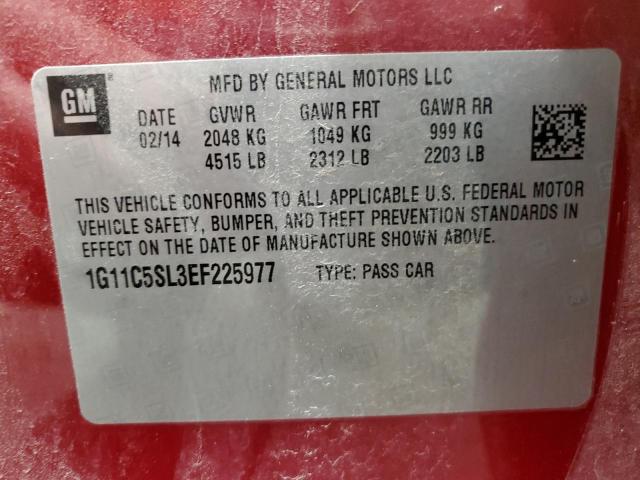 GM ®
MFD BY GENERAL MOTORS LLC
DATE GVWR GAWR FRT GAWR RR
02/14 2048 KG 1049 KG 999 KG
4515 LB 2312 LB 2203 LB
THIS VEHICLE CONFORMS TO ALL APPLICABLE U.S. FEDERAL MOTOR
VEHICLE SAFETY, BUMPER, AND THEFT PREVENTION STANDARDS IN
EFFECT ON THE DATE OF MANUFACTURE SHOWN ABOVE.
1G11C5SL3EF225977 TYPE: PASS CAR